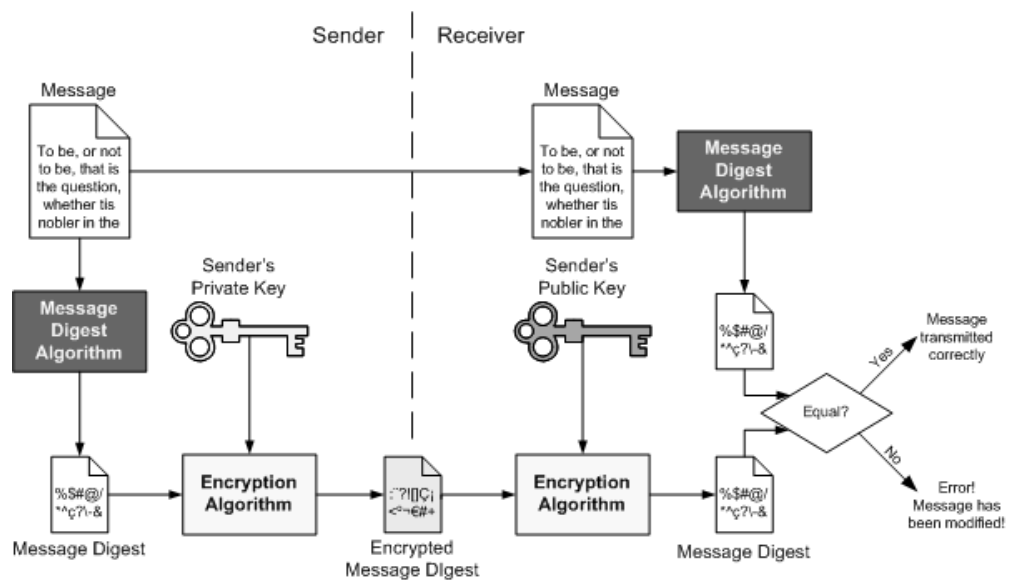 Sender
Receiver
Message
To be, or not
to be, that is
the question,
whether tis
nobler in the
Message
Digest
Algorithm
Sender's
Private Key
%$#@/
*^ç?\-&
Message Digest
Encryption
Algorithm
:¨?![]Ç¡
<º¬€#+
Encrypted
Message DIgest
Message
To be, or not
to be, that is
the question,
whether tis
nobler in the
Message
Digest
Algorithm
Sender's
Public Key
Encryption
Algorithm
%$#@/
*^ç?\-&
%$#@/
*^ç?\-&
Message Digest
Equal?
Yes
Message
transmitted
correctly
No
Error!
Message has
been modified!